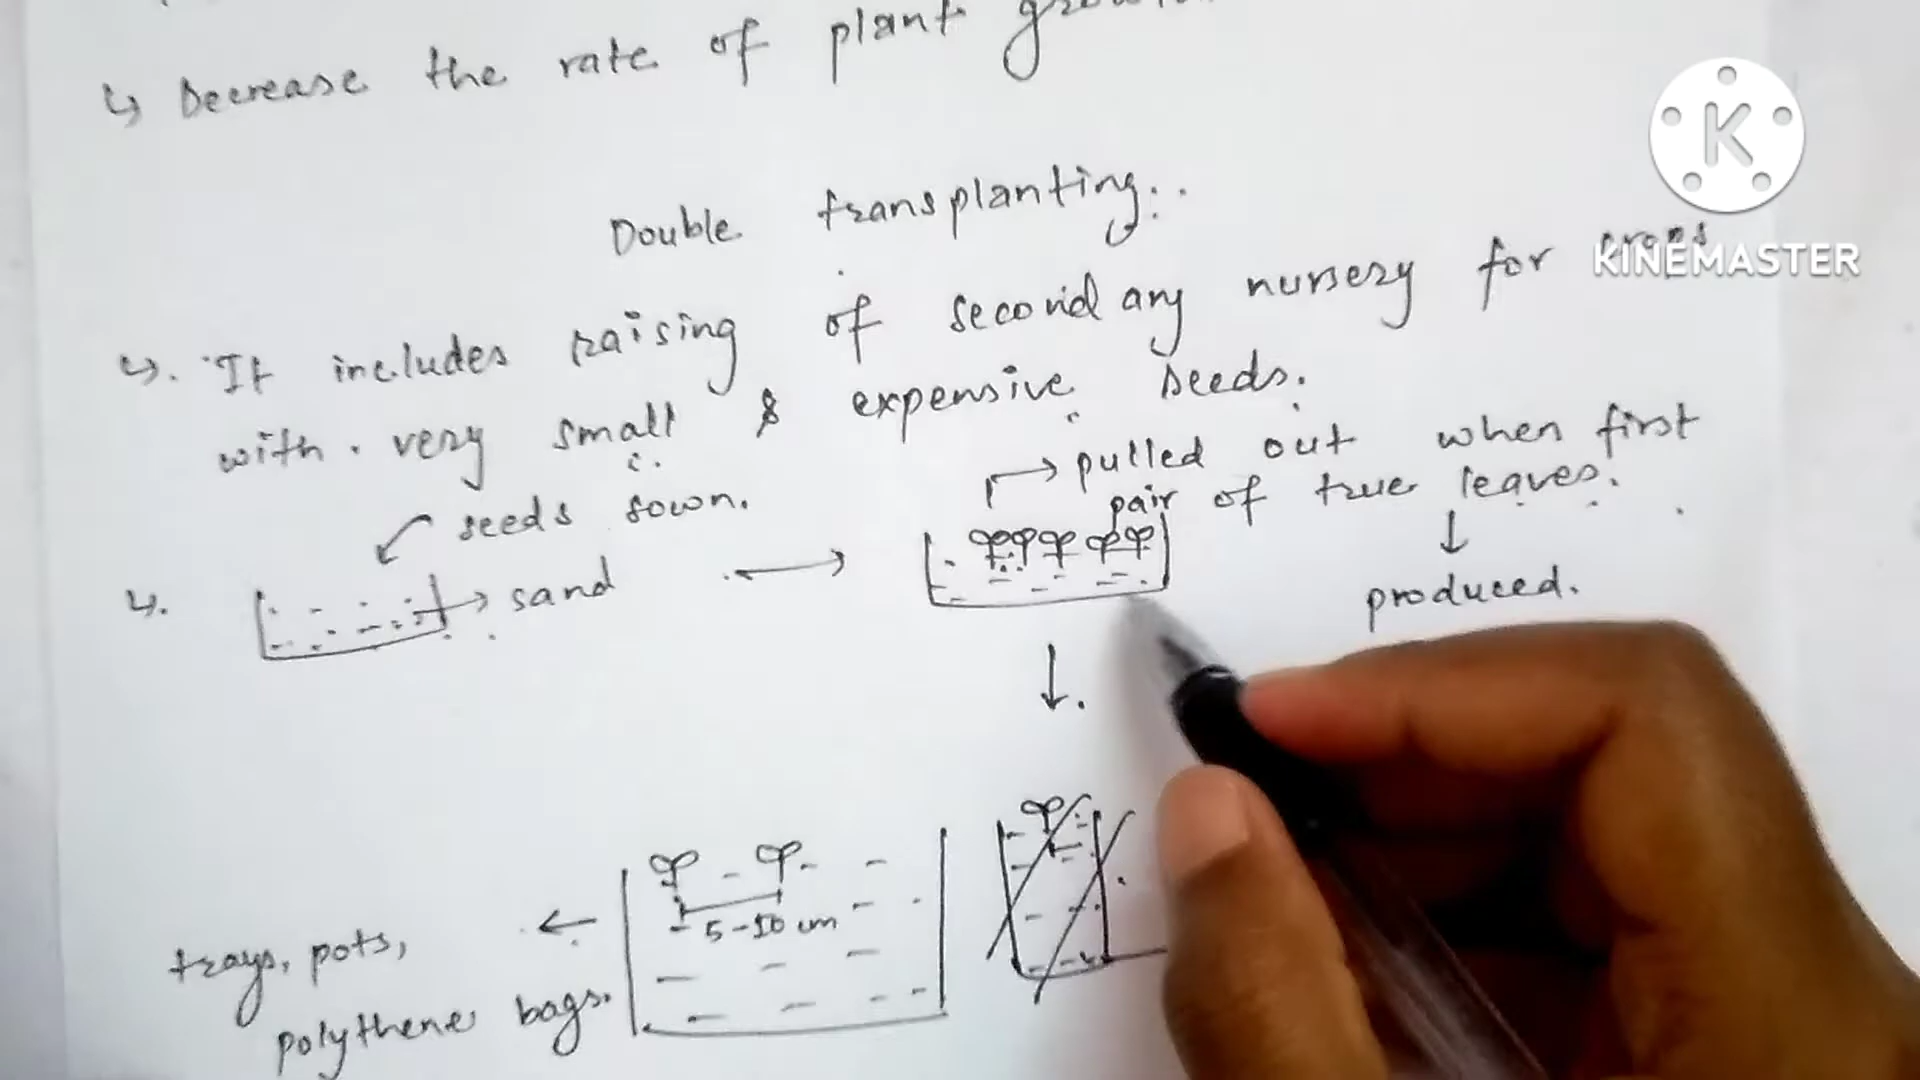 ↳ Decrease the rate of plant
Double transplanting..
↳. It includes raising of secondary nursery for crops
with. very small & expensive seeds.
pulled out when first
pair of true leaves.
seeds sown.
↳. sand
produced.
5-10 cm
trays, pots,
polythene bags.
K
KINEMASTER